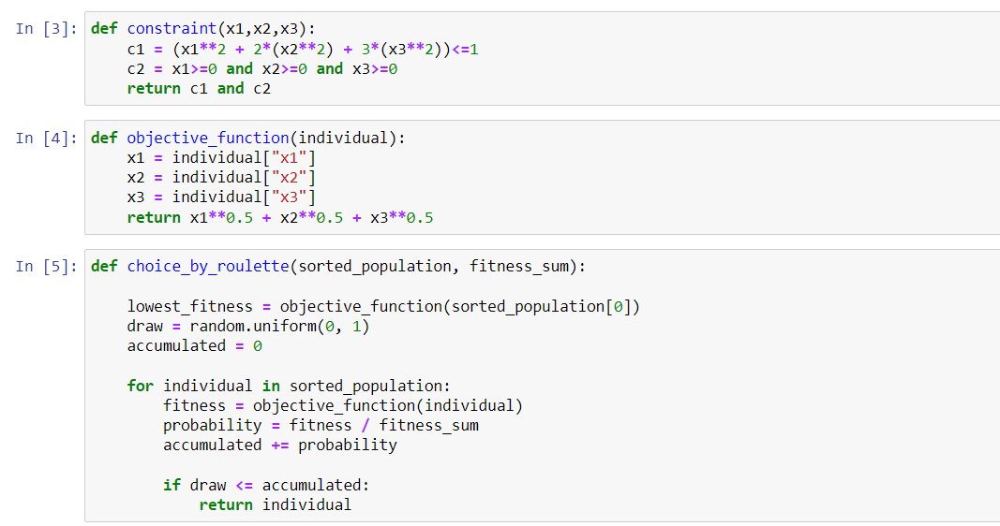 In [3]: def constraint(x1,x2,x3):
    c1 = (x1**2 + 2*(x2**2) + 3*(x3**2))<=1
    c2 = x1>=0 and x2>=0 and x3>=0
    return c1 and c2
In [4]: def objective_function(individual):
    x1 = individual["x1"]
    x2 = individual["x2"]
    x3 = individual["x3"]
    return x1**0.5 + x2**0.5 + x3**0.5
In [5]: def choice_by_roulette(sorted_population, fitness_sum):
    lowest_fitness = objective_function(sorted_population[0])
    draw = random.uniform(0, 1)
    accumulated = 0
    for individual in sorted_population:
        fitness = objective_function(individual)
        probability = fitness / fitness_sum
        accumulated += probability
        if draw <= accumulated:
            return individual